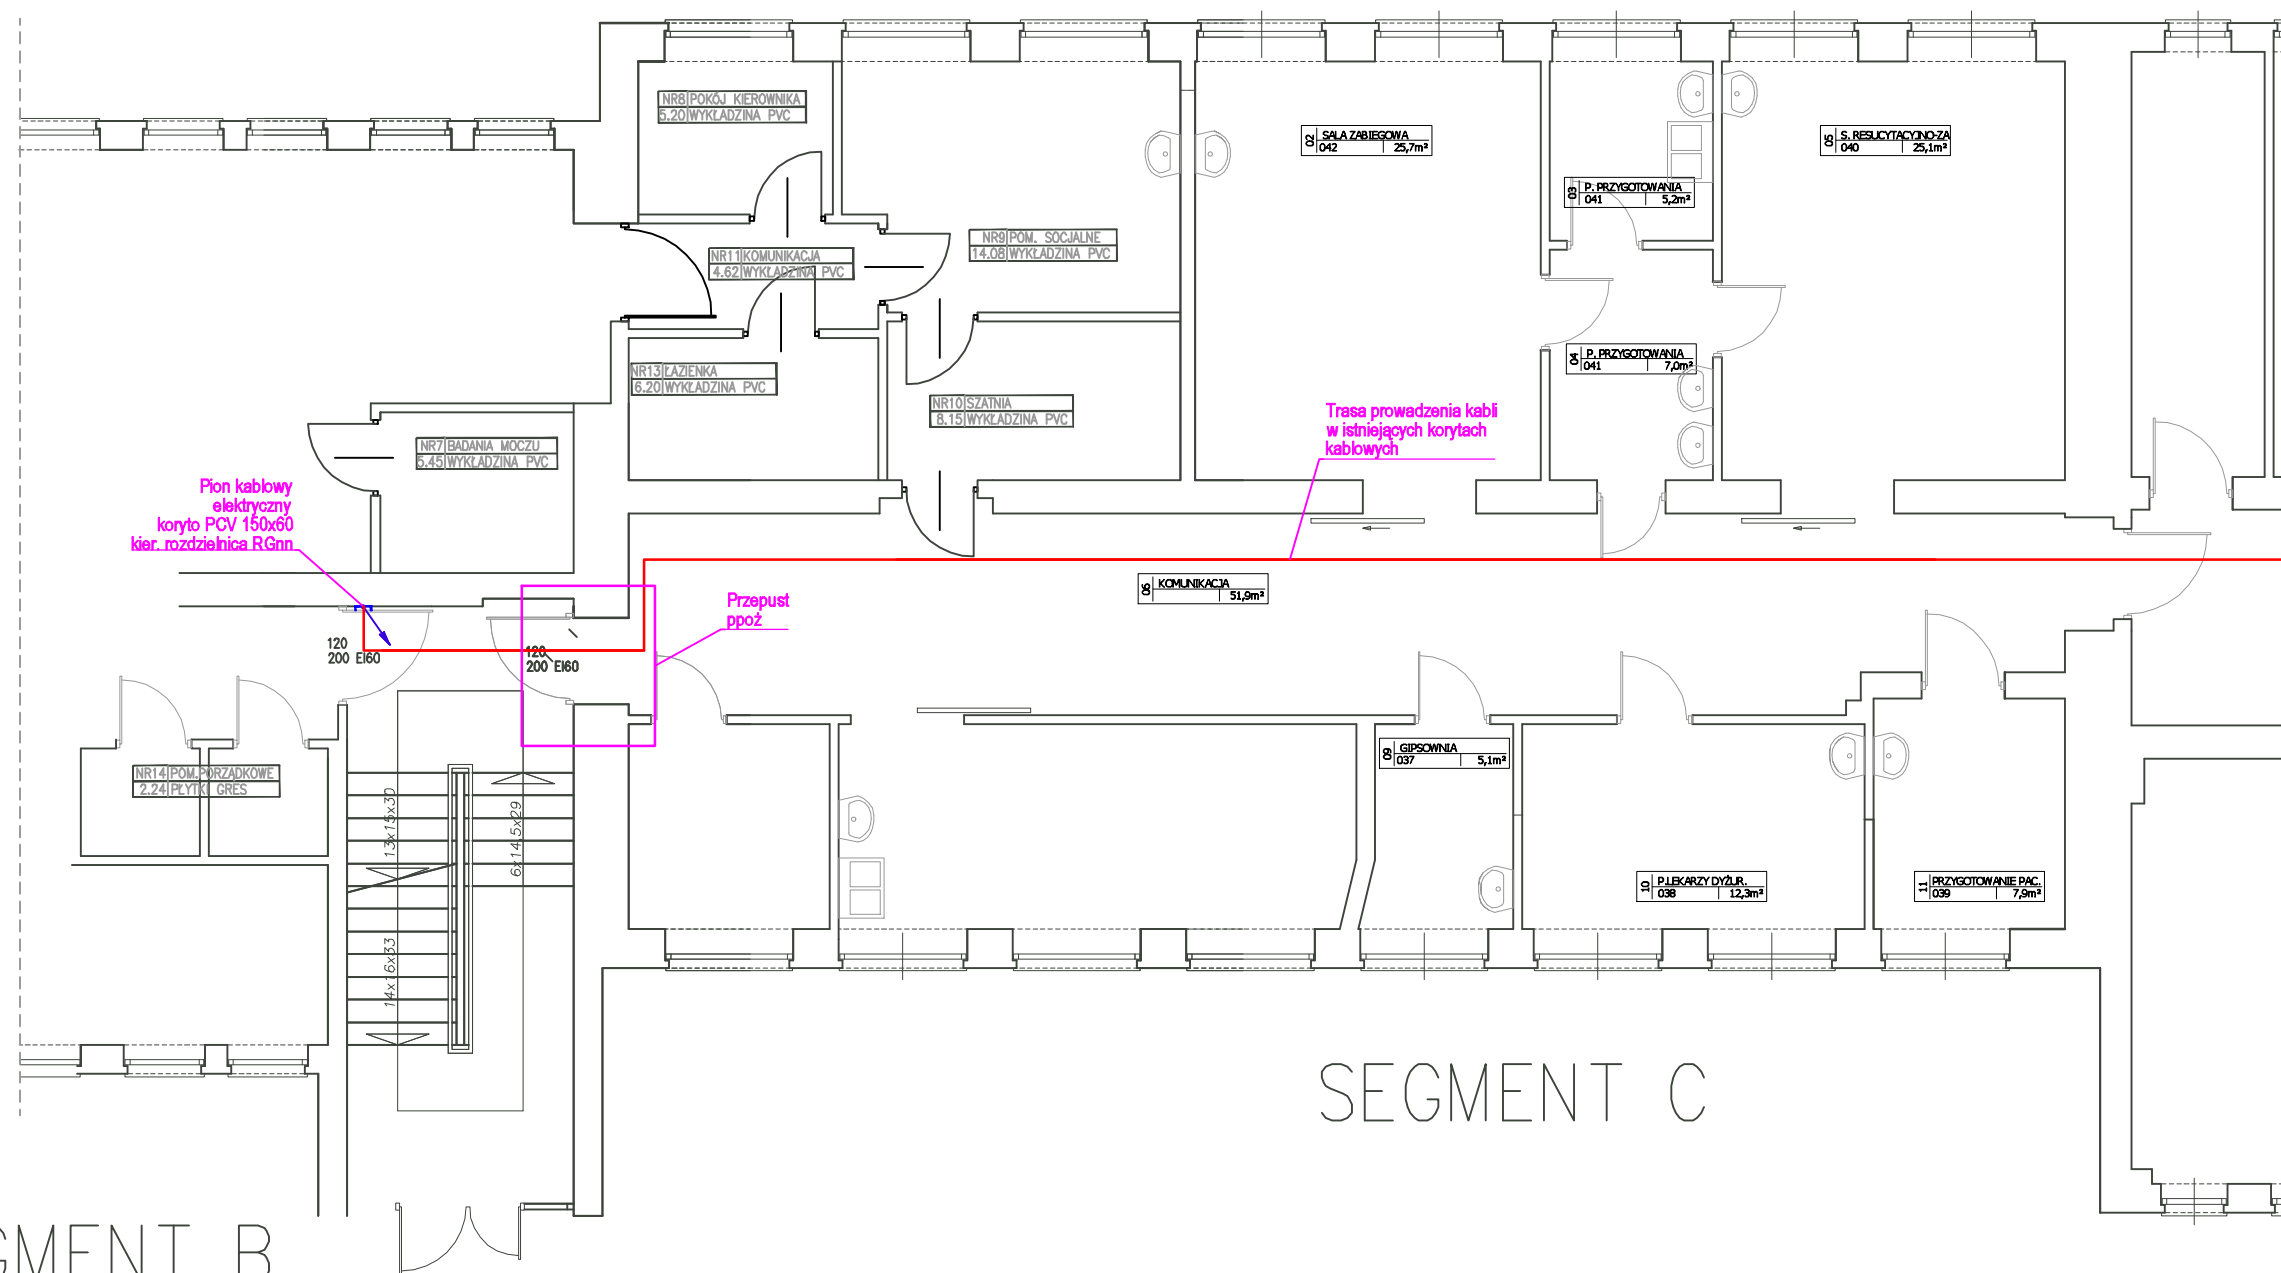 NR8 POKÓJ KIEROWNIKA
5.20 WYKŁADZINA PVC
02 SALA ZABIEGOWA
042 25,7m²
05 S. RESUCYTACYJNO-ZA
040 25,1m²
03 P. PRZYGOTOWANIA
041 5,2m²
NR9 POM. SOCJALNE
14.08 WYKŁADZINA PVC
NR11 KOMUNIKACJA
4.62 WYKŁADZINA PVC
04 P. PRZYGOTOWANIA
041 7,0m²
NR13 ŁAZIENKA
6.20 WYKŁADZINA PVC
NR10 SZATNIA
8.15 WYKŁADZINA PVC
Trasa prowadzenia kabli
w istniejących korytach
kablowych
NR7 BADANIA MOCZU
5.45 WYKŁADZINA PVC
Pion kablowy
elektryczny
koryto PCV 150x60
kier. rozdzielnica RGnn
06 KOMUNIKACJA
51,9m²
Przepust
ppoż
120
200 EI60
120
200 EI60
09 GIPSOWNIA
037 5,1m²
NR14 POM.PORZĄDKOWE
2.24 PŁYTKI GRES
13x15x30
6x14,5x29
10 P.LEKARZY DYŻUR.
038 12,3m²
11 PRZYGOTOWANIE PAC.
039 7,9m²
14x16x33
SEGMENT C
GMENT B